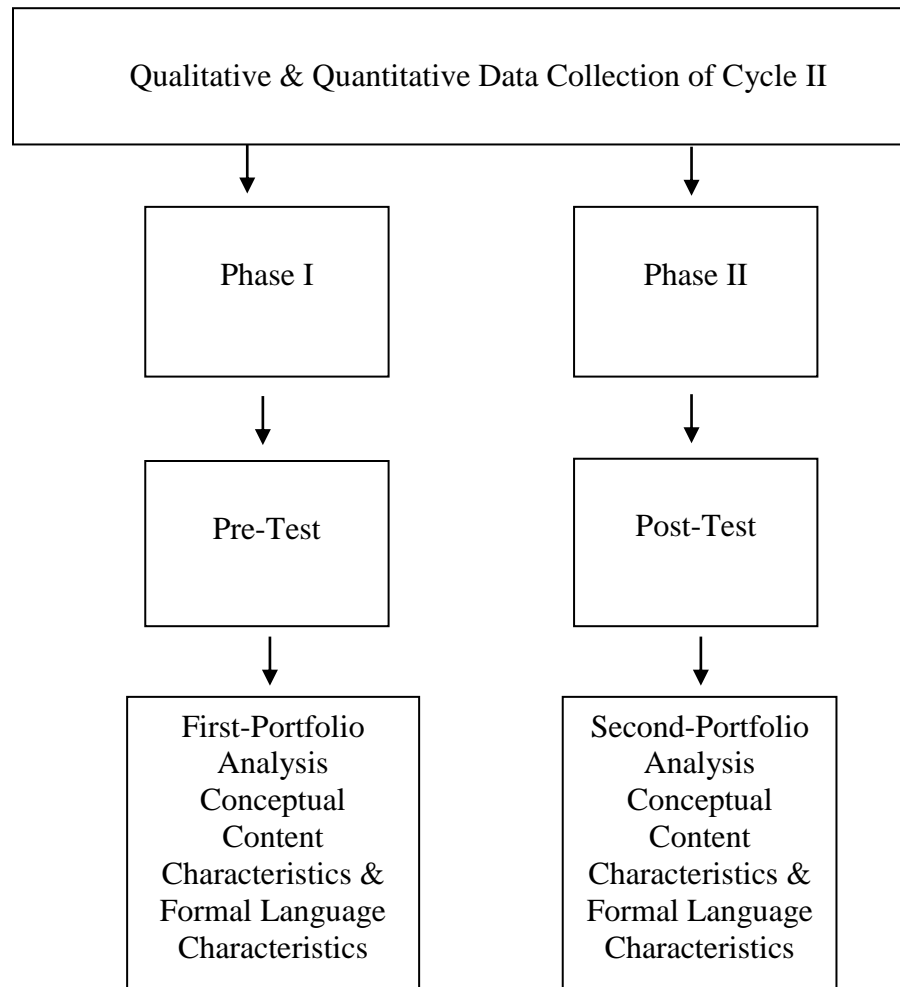 Qualitative & Quantitative Data Collection of Cycle II
Phase I
Phase II
Pre-Test
Post-Test
First-Portfolio
Analysis
Conceptual
Content
Characteristics &
Formal Language
Characteristics
Second-Portfolio
Analysis
Conceptual
Content
Characteristics &
Formal Language
Characteristics